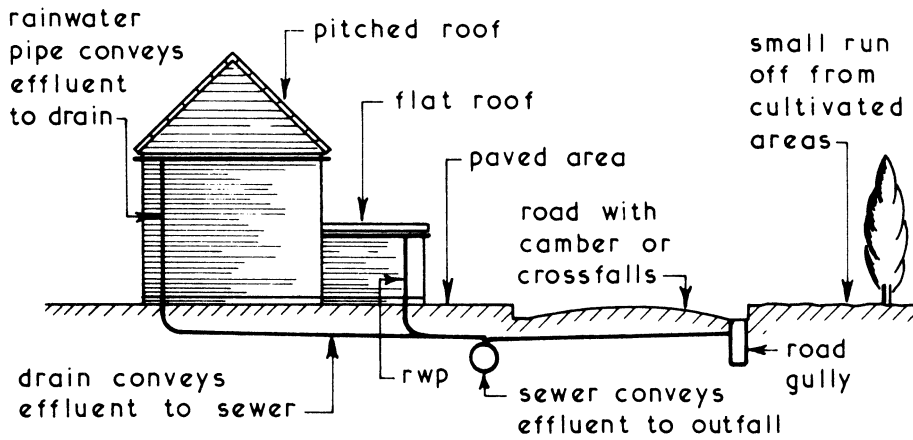 rainwater
pipe conveys
effluent
to drain
pitched roof
flat roof
small run
off from
cultivated
areas
paved area
road with
camber or
crossfalls
drain conveys
effluent to sewer
rwp
sewer conveys
effluent to outfall
road
gully